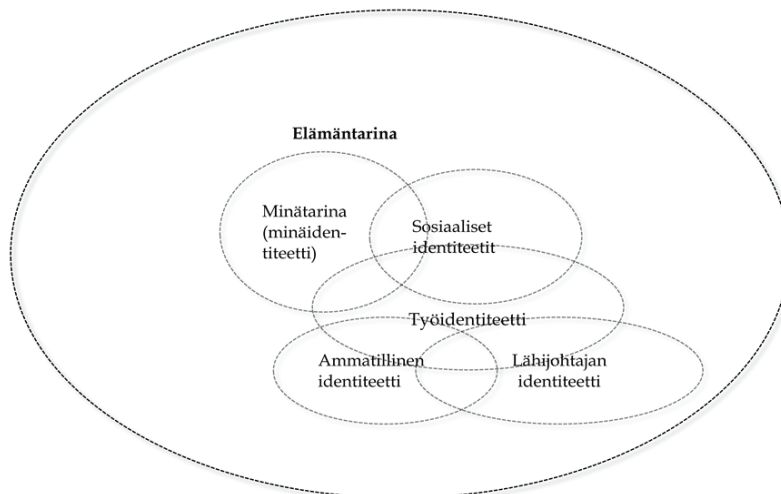 Elämäntarina
Minätarina
(minäiden-
titeetti)
Sosiaaliset
identiteetit
Työidentiteetti
Ammatillinen
identiteetti
Lähijohtajan
identiteetti